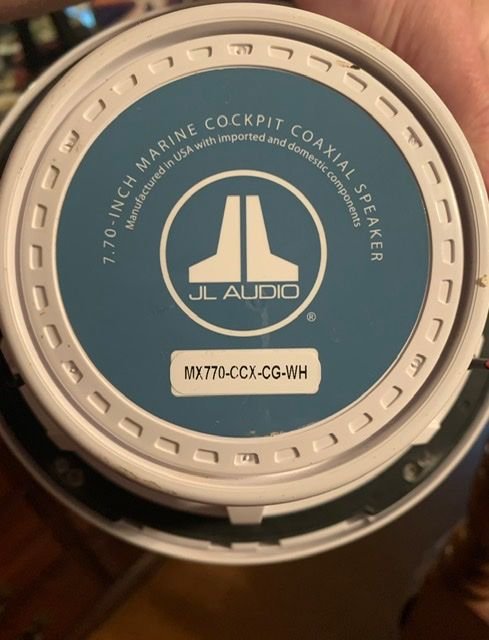 7.70-INCH MARINE COCKPIT COAXIAL SPEAKER
Manufactured in USA with imported and domestic components
JL AUDIO
®
MX770-CCX-CG-WH